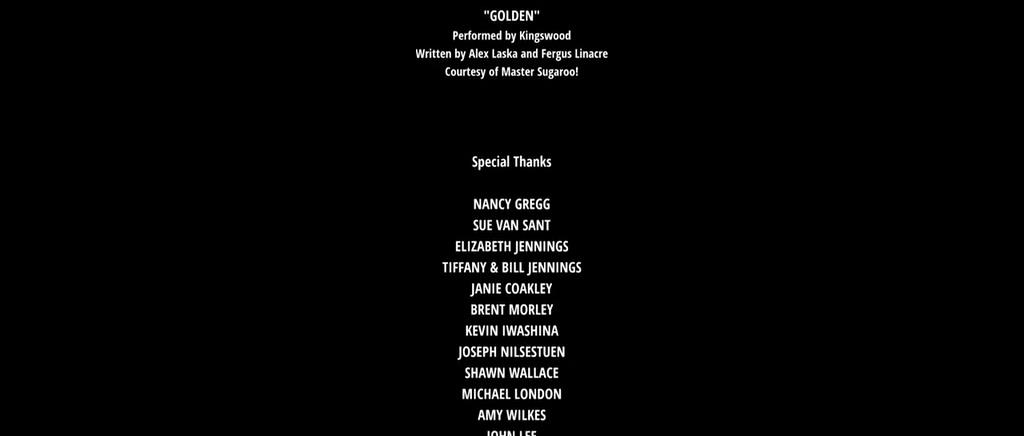 "GOLDEN"
Performed by Kingswood
Written by Alex Laska and Fergus Linacre
Courtesy of Master Sugaroo!
Special Thanks
NANCY GREGG
SUE VAN SANT
ELIZABETH JENNINGS
TIFFANY & BILL JENNINGS
JANIE COAKLEY
BRENT MORLEY
KEVIN IWASHINA
JOSEPH NILSESTUEN
SHAWN WALLACE
MICHAEL LONDON
AMY WILKES
JOHN LEE